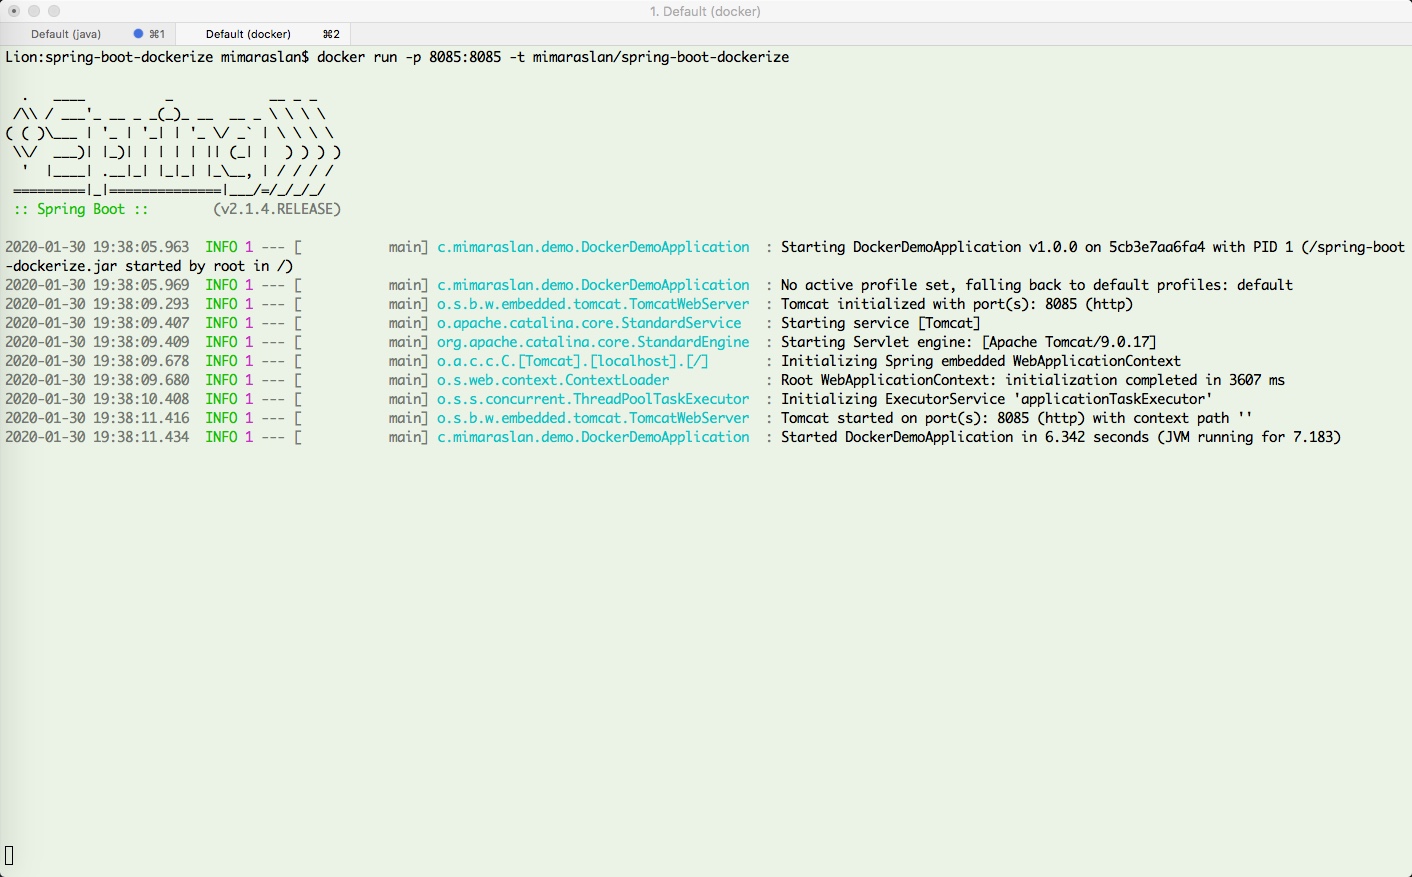 1. Default (docker)
Default (java) ⌘1 Default (docker) ⌘2
Lion:spring-boot-dockerize mimaraslan$ docker run -p 8085:8085 -t mimaraslan/spring-boot-dockerize
  .   ____          _            __ _ _
 /\\ / ___'_ __ _ _(_)_ __  __ _ \ \ \ \
( ( )\___ | '_ | '_| | '_ \/ _` | \ \ \ \
 \\/  ___)| |_)| | | | | || (_| |  ) ) ) )
  '  |____| .__|_| |_|_| |_\__, | / / / /
 =========|_|==============|___/=/_/_/_/
 :: Spring Boot ::        (v2.1.4.RELEASE)
2020-01-30 19:38:05.963  INFO 1 --- [           main] c.mimaraslan.demo.DockerDemoApplication  : Starting DockerDemoApplication v1.0.0 on 5cb3e7aa6fa4 with PID 1 (/spring-boot
-dockerize.jar started by root in /)
2020-01-30 19:38:05.969  INFO 1 --- [           main] c.mimaraslan.demo.DockerDemoApplication  : No active profile set, falling back to default profiles: default
2020-01-30 19:38:09.293  INFO 1 --- [           main] o.s.b.w.embedded.tomcat.TomcatWebServer  : Tomcat initialized with port(s): 8085 (http)
2020-01-30 19:38:09.407  INFO 1 --- [           main] o.apache.catalina.core.StandardService   : Starting service [Tomcat]
2020-01-30 19:38:09.409  INFO 1 --- [           main] org.apache.catalina.core.StandardEngine  : Starting Servlet engine: [Apache Tomcat/9.0.17]
2020-01-30 19:38:09.678  INFO 1 --- [           main] o.a.c.c.C.[Tomcat].[localhost].[/]       : Initializing Spring embedded WebApplicationContext
2020-01-30 19:38:09.680  INFO 1 --- [           main] o.s.web.context.ContextLoader            : Root WebApplicationContext: initialization completed in 3607 ms
2020-01-30 19:38:10.408  INFO 1 --- [           main] o.s.s.concurrent.ThreadPoolTaskExecutor  : Initializing ExecutorService 'applicationTaskExecutor'
2020-01-30 19:38:11.416  INFO 1 --- [           main] o.s.b.w.embedded.tomcat.TomcatWebServer  : Tomcat started on port(s): 8085 (http) with context path ''
2020-01-30 19:38:11.434  INFO 1 --- [           main] c.mimaraslan.demo.DockerDemoApplication  : Started DockerDemoApplication in 6.342 seconds (JVM running for 7.183)